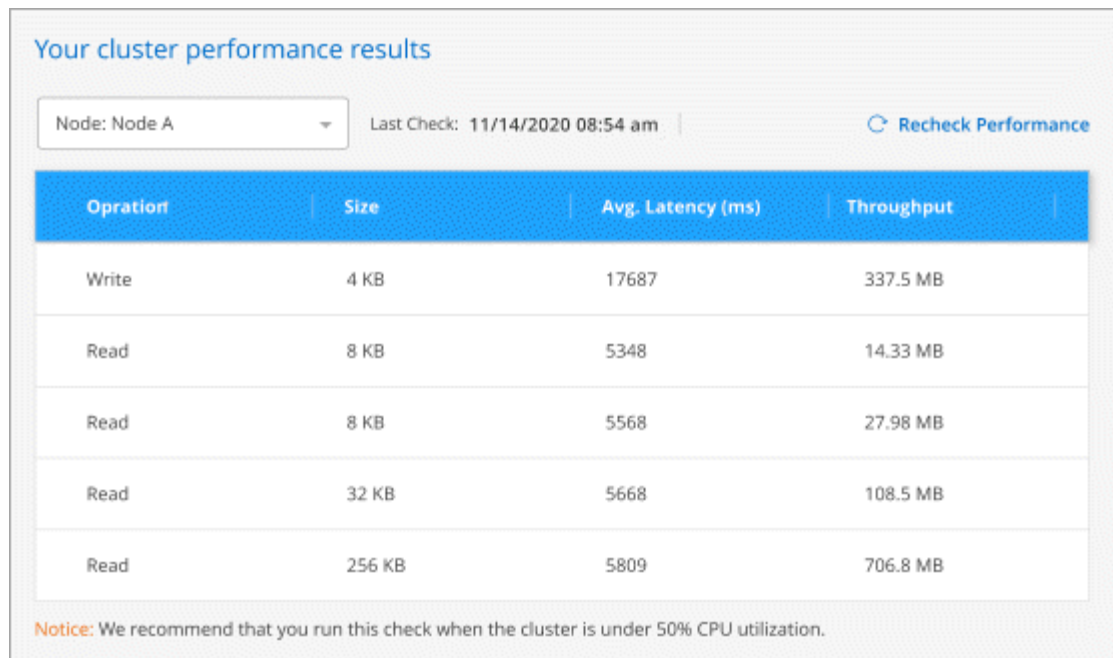 Your cluster performance results
Node: Node A Last Check: 11/14/2020 08:54 am Recheck Performance
Opration Size Avg. Latency (ms) Throughput
Write 4 KB 17687 337.5 MB
Read 8 KB 5348 14.33 MB
Read 8 KB 5568 27.98 MB
Read 32 KB 5668 108.5 MB
Read 256 KB 5809 706.8 MB
Notice: We recommend that you run this check when the cluster is under 50% CPU utilization.